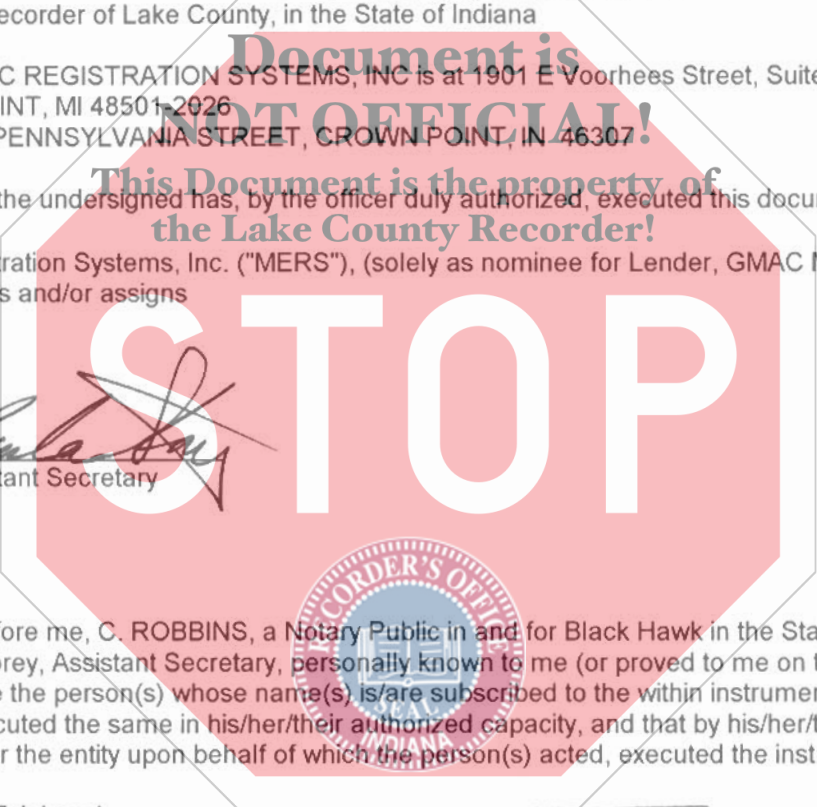 ecorder of Lake County, in the State of Indiana
Document is
C REGISTRATION SYSTEMS, INC is at 1901 E Voorhees Street, Suite
INT, MI 48501-2026
NOT OFFICIAL!
PENNSYLVANIA STREET, CROWN POINT, IN 46307
This Document is the property of
the undersigned has, by the officer duly authorized, executed this docu
the Lake County Recorder!
ration Systems, Inc. ("MERS"), (solely as nominee for Lender, GMAC
s and/or assigns
STOP
tant Secretary
RECORDER'S OFFICE
ore me, C. ROBBINS, a Notary Public in and for Black Hawk in the Sta
rey, Assistant Secretary, personally known to me (or proved to me on
e the person(s) whose name(s) is/are subscribed to the within instrume
cuted the same in his/her/their authorized capacity, and that by his/her/t
SEAL
INDIANA
r the entity upon behalf of which the person(s) acted, executed the inst